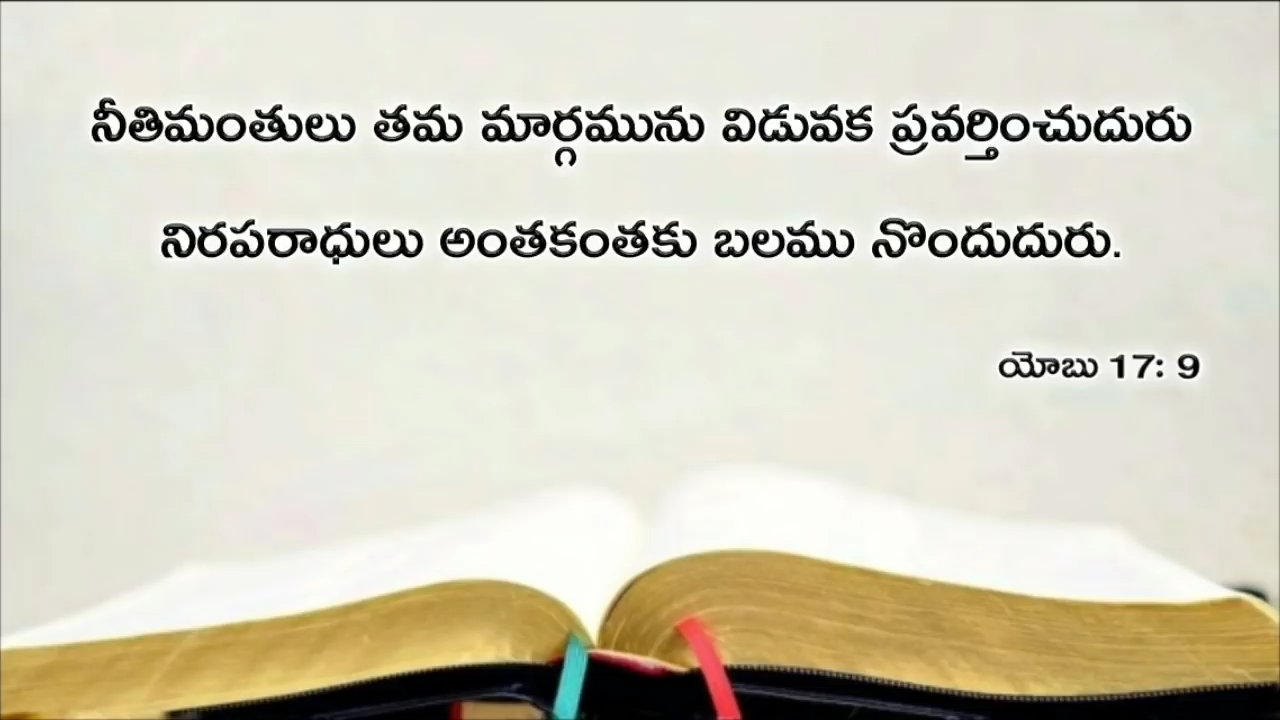 నీతిమంతులు తమ మార్గమును విడువక ప్రవర్తించుదురు
నిరపరాధులు అంతకంతకు బలము నొందుదురు.
యోబు 17: 9